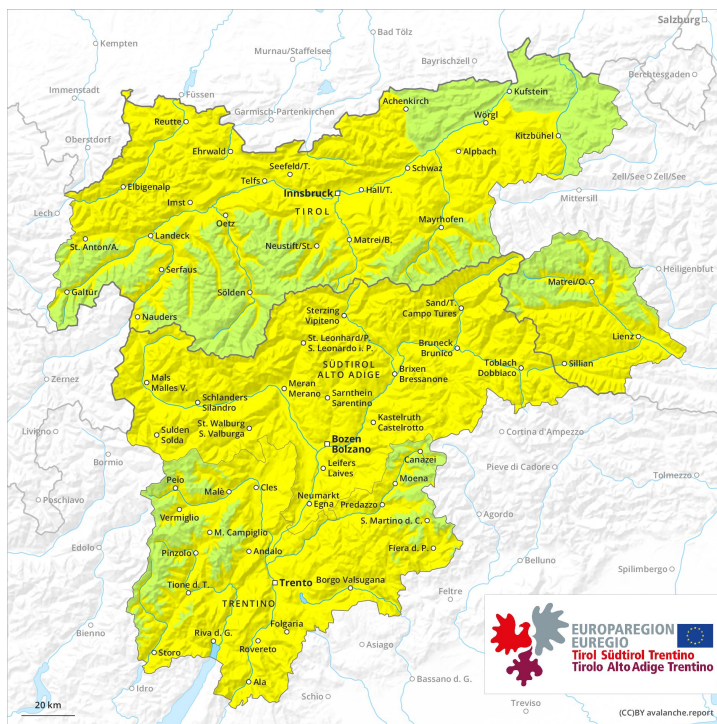 Salzburg
Kempten
Bad Tölz
Murnau/Staffelsee
Bayrischzell
Berchtesgaden
Immenstadt
Füssen
Kufstein
Garmisch-Partenkirchen
Achenkirch
Reutte
Wörgl
Kitzbühel
Oberstdorf
Ehrwald
Seefeld/T.
Alpbach
Schwaz
Telfs
Zell/See
Zell/See
Elbigenalp
Innsbruck
Hall/T.
Mittersill
Imst
TIROL
Lech
Oetz
Mayrhofen
St. Anton/A.
Landeck
Neustift/St.
Matrei/B.
Serfaus
Heiligenblut
Galtür
Sölden
Matrei/O.
Nauders
Sterzing
Vipiteno
Sand/T.
Campo Tures
Lienz
St. Leonhard/P.
S. Leonardo i. P.
Bruneck
Brunico
SÜDTIROL
ALTO ADIGE
Brixen
Bressanone
Toblach
Dobbiaco
Sillian
Zernez
Mals
Malles V.
Meran
Merano
Schlanders
Silandro
Sarnthein
Sarentino
St. Walburg
S. Valburga
Kastelruth
Castelrotto
Livigno
Sulden
Solda
Bozen
Bolzano
Cortina d'Ampezzo
Bormio
Canazei
Leifers
Laives
Pieve di Cadore
Peio
Malè
Cles
Moena
Tolmezzo
Poschiavo
Neumarkt
Egna
Predazzo
Vermiglio
Agordo
M. Campiglio
S. Martino d. C.
Edolo
Pinzolo
Andalo
Fiera d. P.
Belluno
Trento
Borgo Valsugana
Spilimbergo
Tione d. T.
Feltre
TRENTINO
Folgaria
Bienno
Riva d. G.
Rovereto
Asiago
Storo
Bassano d. G.
Ala
Idro
Schio
Treviso
EUROPAREGION
EUREGIO
Tirol Südtirol Trentino
Tirolo Alto Adige Trentino
20 km
(CC)BY avalanche.report